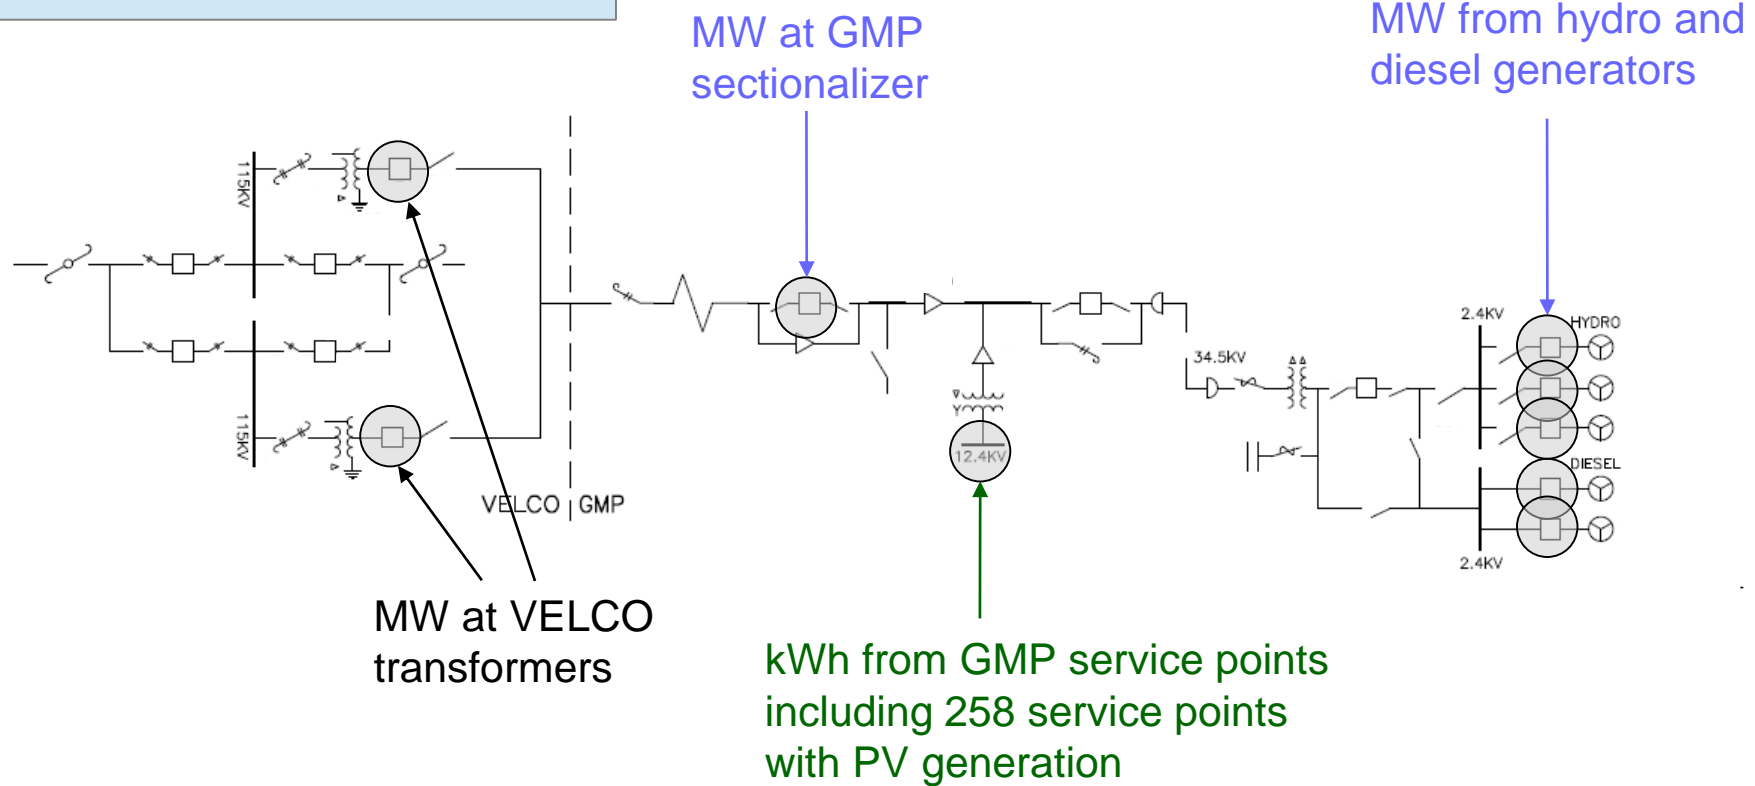 MW at GMP
sectionalizer
MW from hydro and
diesel generators
115KV
115KV
VELCO
GMP
34.5KV
12.4KV
2.4KV
HYDRO
DIESEL
2.4KV
MW at VELCO
transformers
kWh from GMP service points
including 258 service points
with PV generation